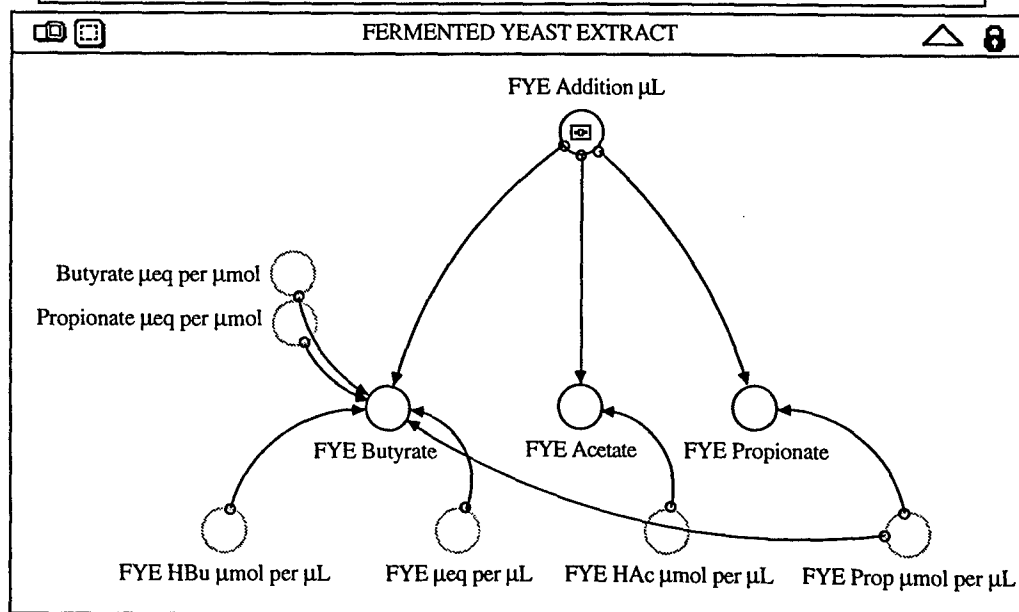 FERMENTED YEAST EXTRACT
FYE Addition µL
Butyrate µeq per µmol
Propionate µeq per µmol
FYE Butyrate
FYE Acetate
FYE Propionate
FYE HBu µmol per µL
FYE µeq per µL
FYE HAc µmol per µL
FYE Prop µmol per µL